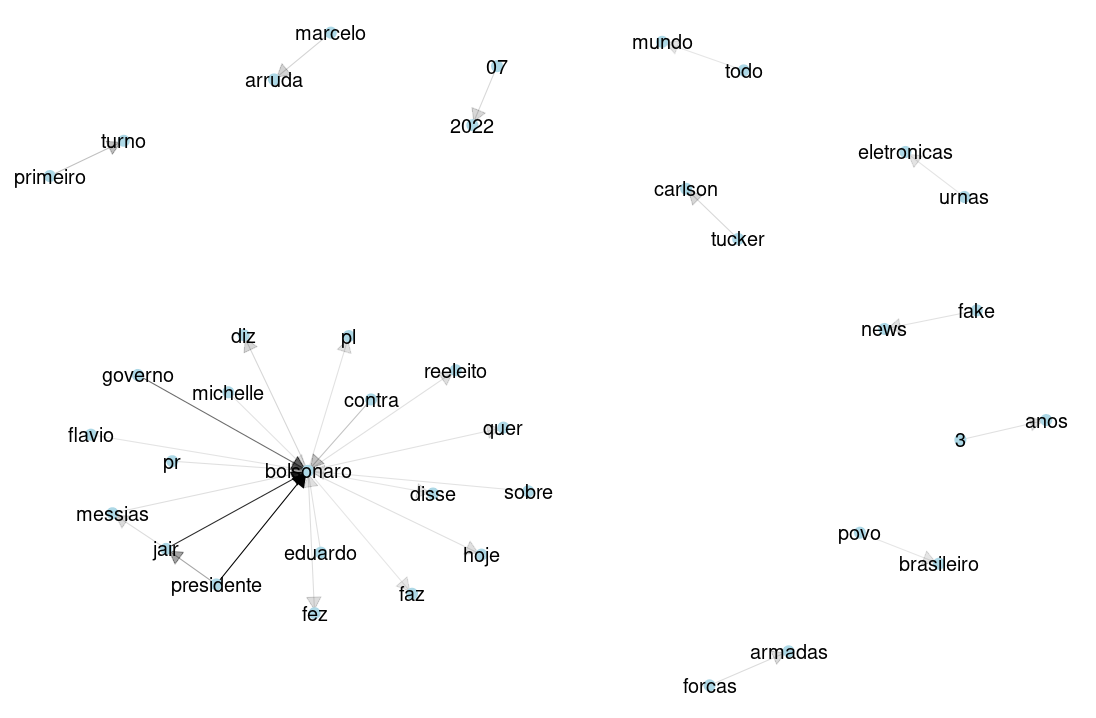 marcelo
mundo
07
todo
arruda
2022
turno
eletronicas
primeiro
carlson
urnas
tucker
fake
news
diz
pl
reeleito
governo
michelle
contra
anos
quer
flavio
3
pr
bolsonaro
disse
sobre
messias
povo
jair
eduardo
hoje
brasileiro
presidente
faz
fez
armadas
forcas